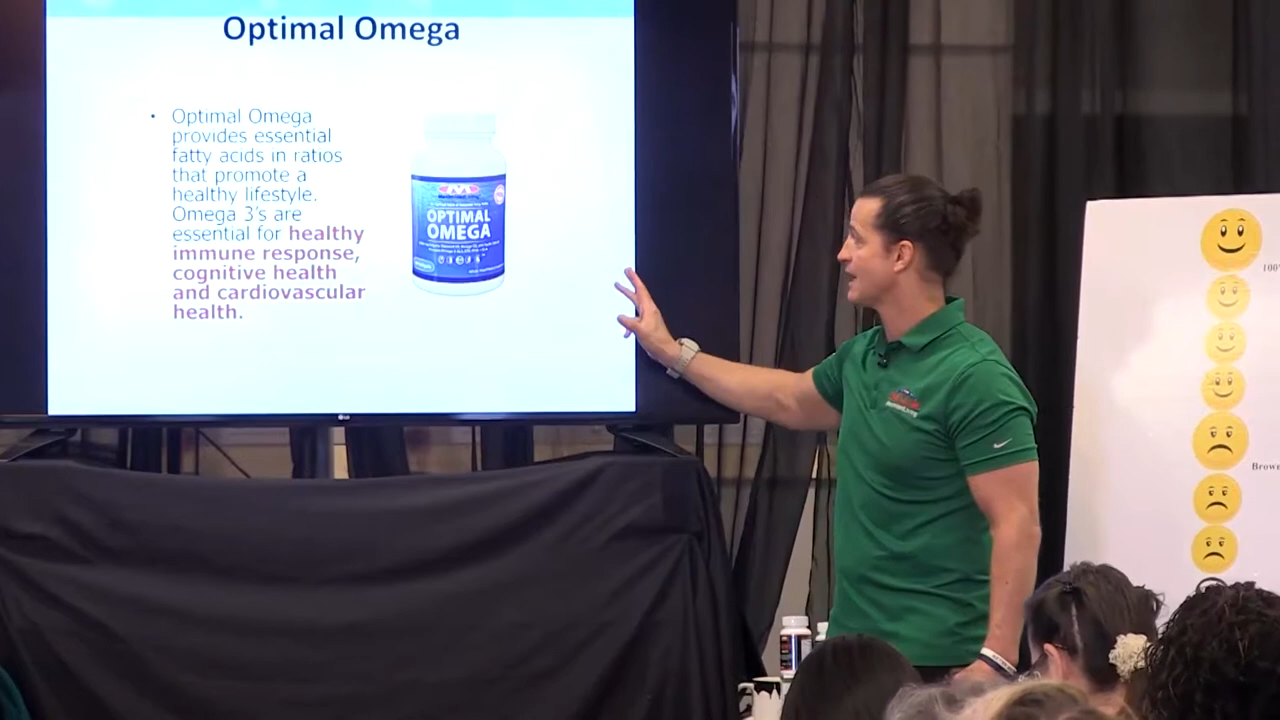 Optimal Omega
• Optimal Omega
provides essential
fatty acids in ratios
that promote a
healthy lifestyle.
Omega 3's are
essential for healthy
immune response,
cognitive health
and cardiovascular
health.
OPTIMAL
OMEGA
LG
100%
Brown